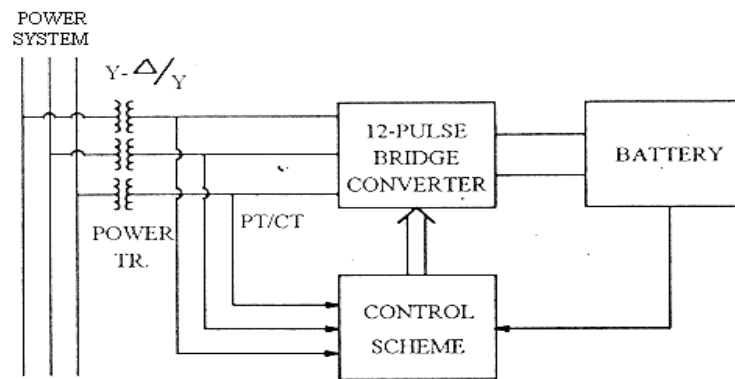 POWER
SYSTEM
Y-Δ/Y
12-PULSE
BRIDGE
CONVERTER
BATTERY
POWER
TR.
PT/CT
CONTROL
SCHEME